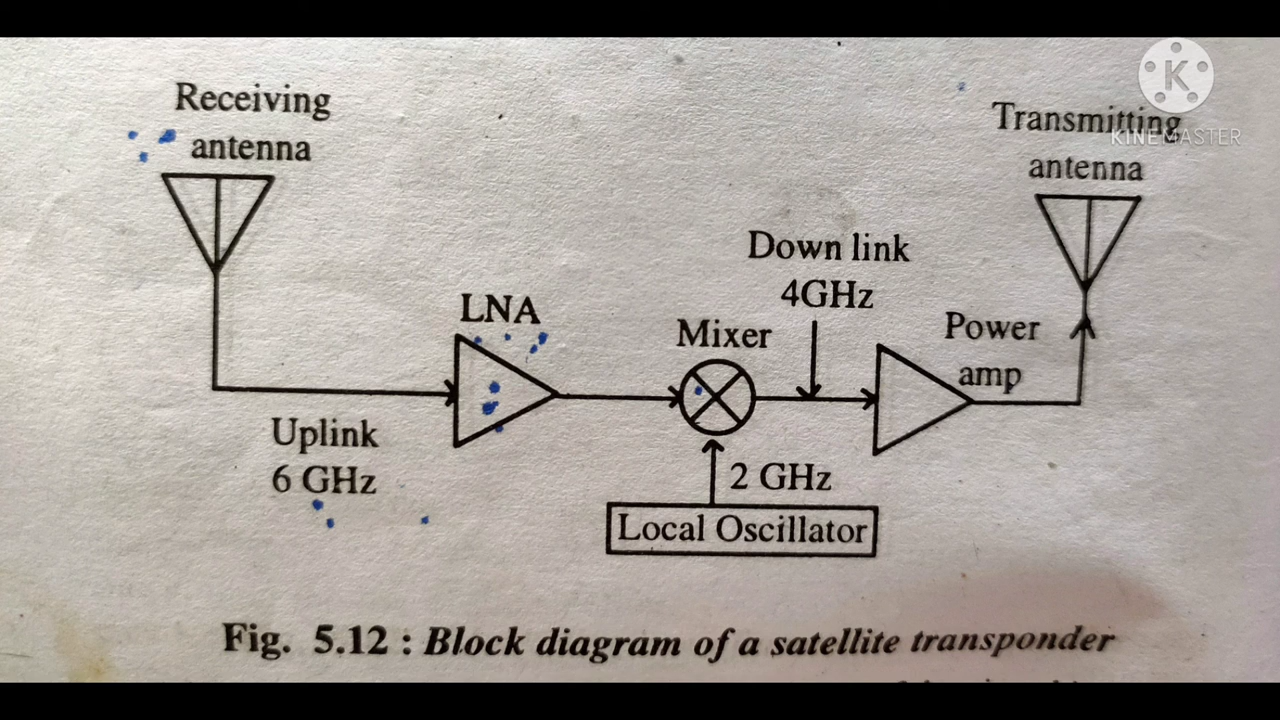 Receiving
antenna
K
KINEMASTER
Transmitting
antenna
Down link
4GHz
LNA
Mixer
Power
amp
Uplink
6 GHz
2 GHz
Local Oscillator
Fig. 5.12 : Block diagram of a satellite transponder